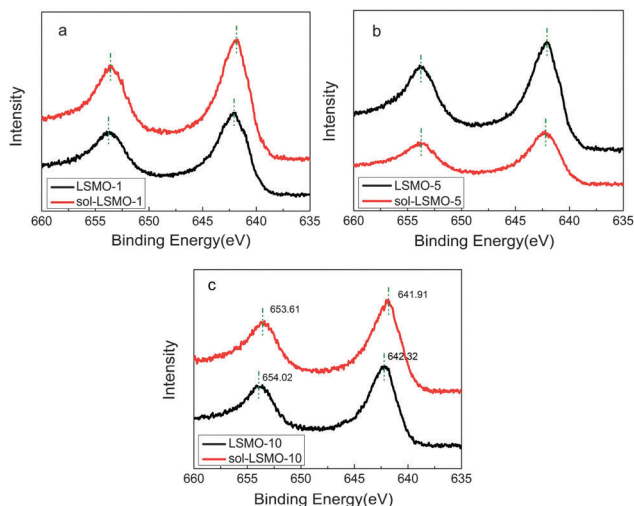 a
Intensity
LSMO-1
sol-LSMO-1
660 655 650 645 640 635
Binding Energy(eV)
b
Intensity
LSMO-5
sol-LSMO-5
660 655 650 645 640 635
Binding Energy(eV)
c
653.61
641.91
654.02
642.32
Intensity
LSMO-10
sol-LSMO-10
660 655 650 645 640 635
Binding Energy(eV)